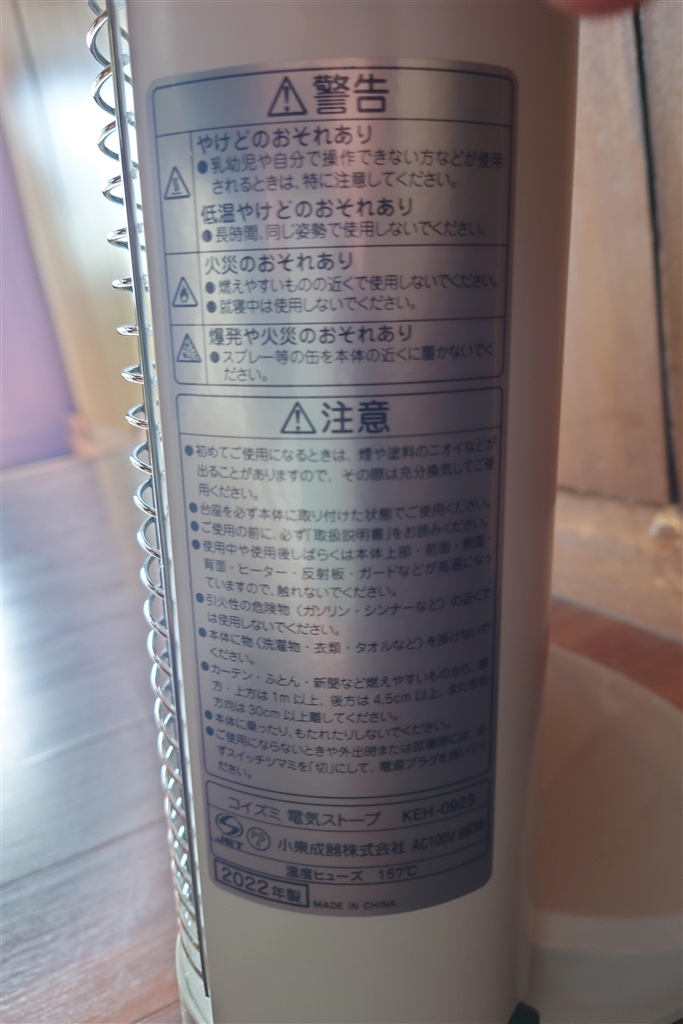 警告
やけどのおそれあり
●乳幼児や自分で操作できない方などが使用
されるときは、特に注意してください。
低温やけどのおそれあり
●長時間、同じ姿勢で使用しないでください。
火災のおそれあり
●燃えやすいものの近くで使用しないでください。
●就寝中は使用しないでください。
爆発や火災のおそれあり
●スプレー等の缶を本体の近くに置かないで
ください。
注意
●初めてご使用になるときは、煙や塗料のニオイなどが
出ることがありますので、その際は充分換気してご使
用ください。
●台座を必ず本体に取り付けた状態でご使用ください。
●ご使用の前に、必ず「取扱説明書」をお読みください。
●使用中や使用後しばらくは本体上部・前面・側面・
背面・ヒーター・反射板・ガードなどが高温になっ
ていますので、触れないでください。
●引火性の危険物（ガソリン・シンナーなど）の近くで
は使用しないでください。
●本体に物（洗濯物・衣類・タオルなど）を掛けないで
ください。
●カーテン・ふとん・新聞など燃えやすいものから、前
方・上方は1m以上、後方は4.5cm以上、また左右
方向は30cm以上離してください。
●本体に乗ったり、もたれたりしないでください。
●ご使用にならないときや外出時または就寝時には、必
ずスイッチツマミを「切」にして、電源プラグを抜いてく
ださい。
コイズミ 電気ストーブ KEH-0923
JET PSE 小泉成器株式会社 AC100V
温度ヒューズ 157℃
2022年製 MADE IN CHINA